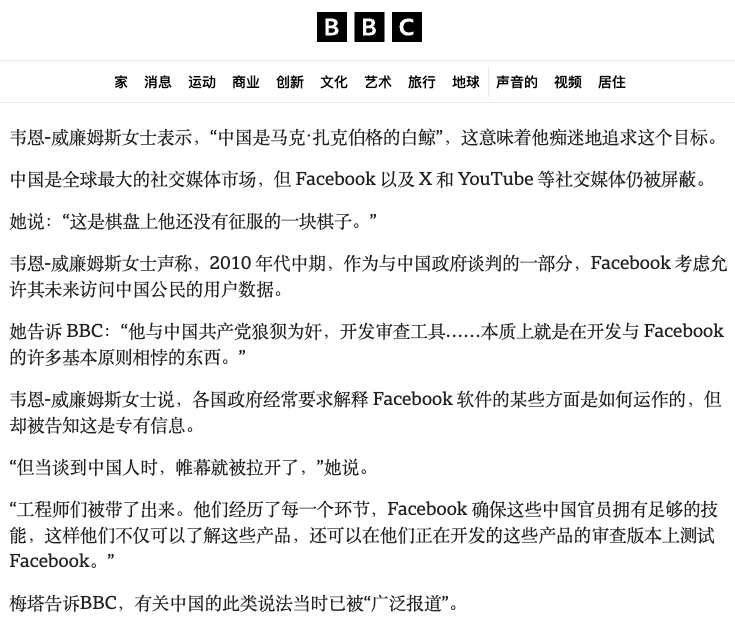 BBC
家 消息 运动 商业 创新 文化 艺术 旅行 地球 声音的 视频 居住
韦恩-威廉姆斯女士表示，“中国是马克·扎克伯格的白鲸”，这意味着他痴迷地追求这个目标。
中国是全球最大的社交媒体市场，但 Facebook 以及 X 和 YouTube 等社交媒体仍被屏蔽。
她说：“这是棋盘上他还没有征服的一块棋子。”
韦恩-威廉姆斯女士声称，2010 年代中期，作为与中国政府谈判的一部分，Facebook 考虑允
许其未来访问中国公民的用户数据。
她告诉 BBC：“他与中国共产党狼狈为奸，开发审查工具……本质上就是在开发与 Facebook
的许多基本原则相悖的东西。”
韦恩-威廉姆斯女士说，各国政府经常要求解释 Facebook 软件的某些方面是如何运作的，但
却被告知这是专有信息。
“但当谈到中国人时，帷幕就被拉开了，”她说。
“工程师们被带了出来。他们经历了每一个环节，Facebook 确保这些中国官员拥有足够的技
能，这样他们不仅可以了解这些产品，还可以在他们正在开发的这些产品的审查版本上测试
Facebook。”
梅塔告诉BBC，有关中国的此类说法当时已被“广泛报道”。